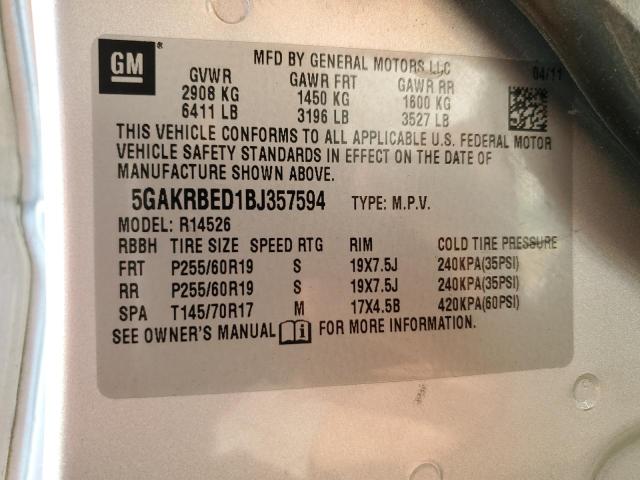 GM
MFD BY GENERAL MOTORS LLC
04/11
GVWR GAWR FRT GAWR RR
2908 KG 1450 KG 1600 KG
6411 LB 3196 LB 3527 LB
THIS VEHICLE CONFORMS TO ALL APPLICABLE U.S. FEDERAL MOTOR
VEHICLE SAFETY STANDARDS IN EFFECT ON THE DATE OF
MANUFACTURE SHOWN ABOVE.
5GAKRBED1BJ357594 TYPE: M.P.V.
MODEL: R14526
RBBH TIRE SIZE SPEED RTG RIM COLD TIRE PRESSURE
FRT P255/60R19 S 19X7.5J 240KPA(35PSI)
RR P255/60R19 S 19X7.5J 240KPA(35PSI)
SPA T145/70R17 M 17X4.5B 420KPA(60PSI)
SEE OWNER'S MANUAL FOR MORE INFORMATION.